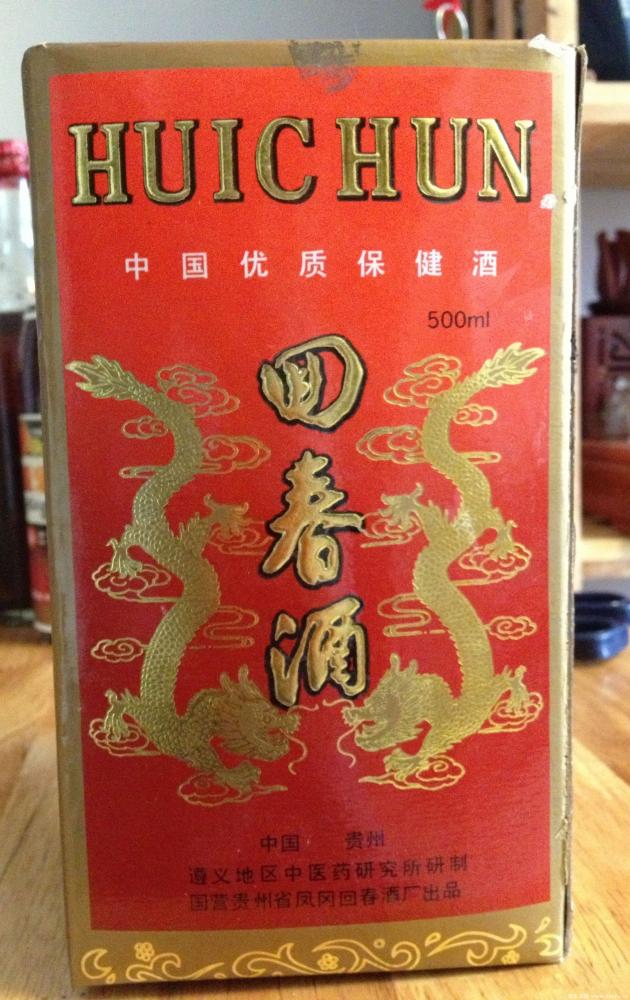 HUICHUN
中国优质保健酒
500ml
回春酒
中国 贵州
遵义地区中医药研究所研制
国营贵州省凤冈回春酒厂出品